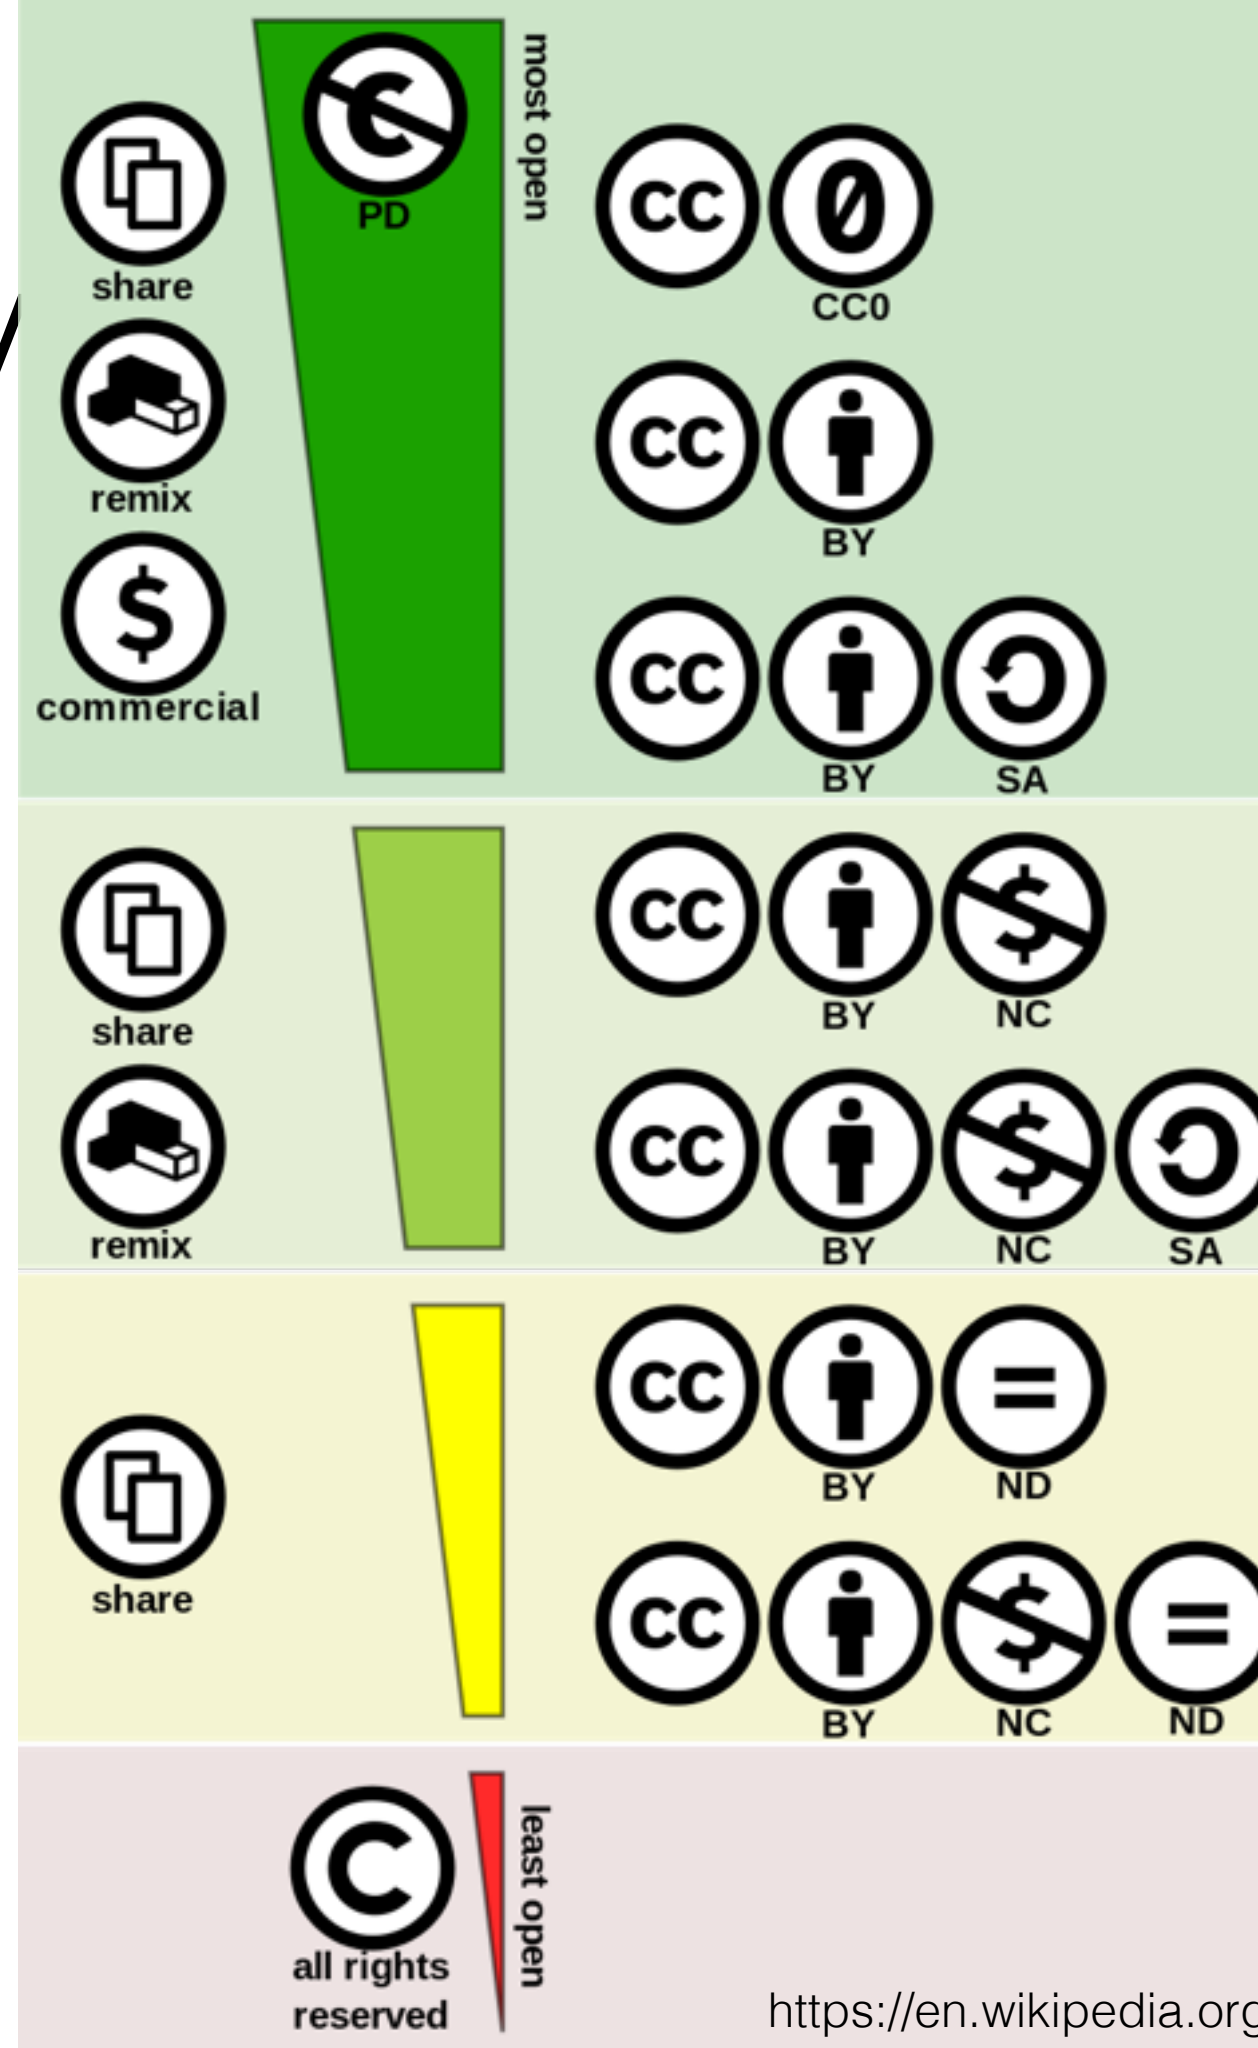 most open
PD
share
remix
commercial
cc 0
CC0
cc
BY
cc
BY SA
share
remix
cc
BY NC
cc
BY NC SA
share
cc
BY ND
cc
BY NC ND
C
all rights
reserved
least open
https://en.wikipedia.org